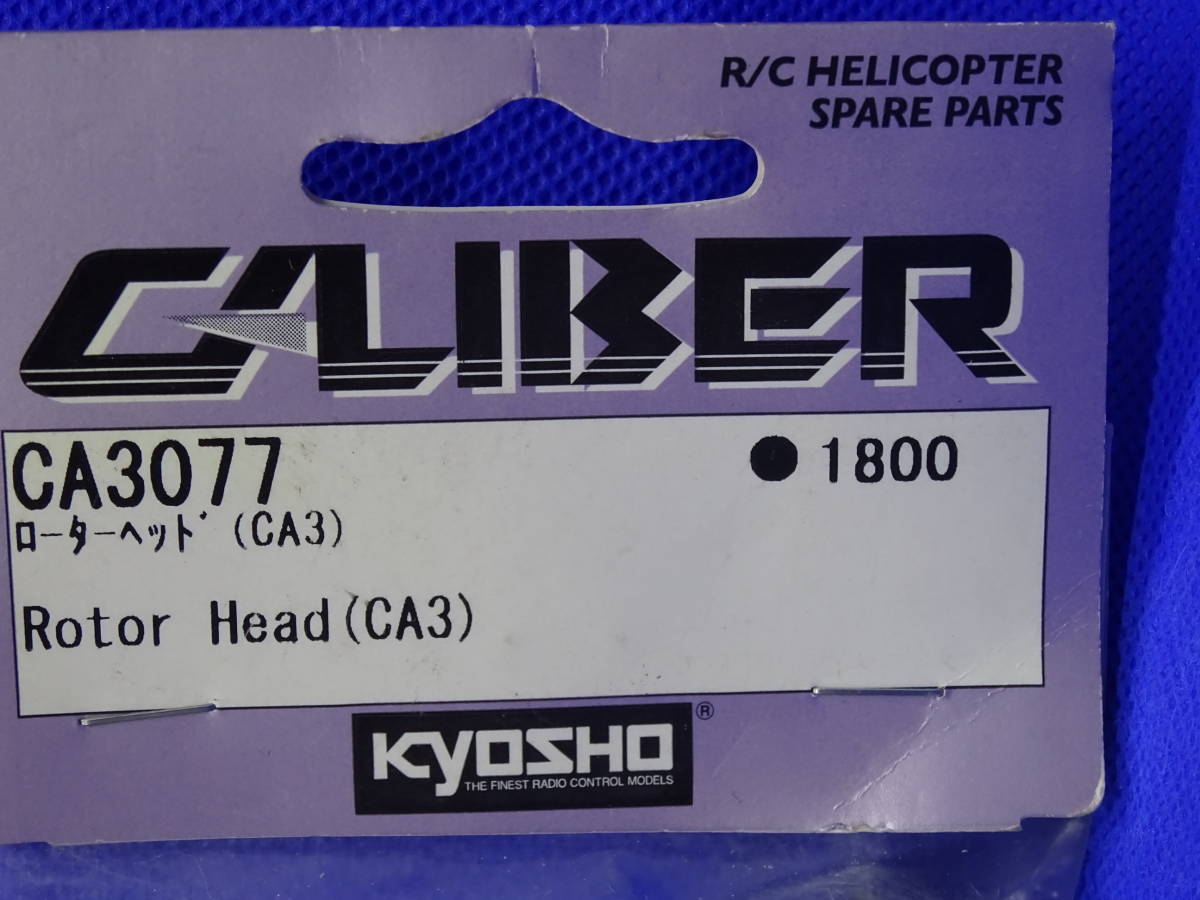 R/C HELICOPTER
SPARE PARTS
CALIBER
CA3077 ● 1800
ﾛｰﾀｰﾍｯﾄﾞ (CA3)
Rotor Head(CA3)
KYOSHO ®
THE FINEST RADIO CONTROL MODELS